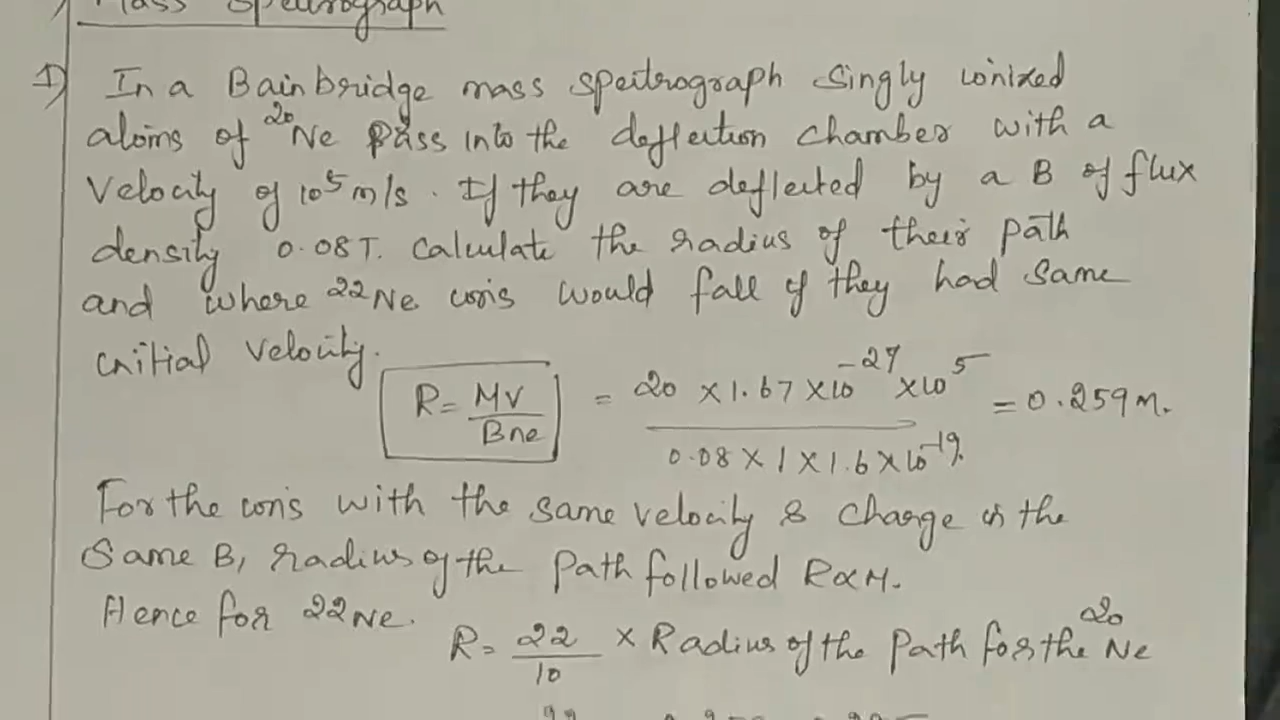 Mass Spectrograph
1) In a Bainbridge mass spectrograph singly ionized
atoms of ²⁰Ne pass into the deflection chamber with a
Velocity of 10⁵ m/s. If they are deflected by a B of flux
density 0.08T. Calculate the radius of their path
and where ²²Ne ions would fall if they had same
initial velocity.
R = MV/Bne = 20 × 1.67 × 10⁻²⁷ × 10⁵ / 0.08 × 1 × 1.6 × 10⁻¹⁹ = 0.259 m.
For the ions with the same velocity & charge in the
Same B, radius of the Path followed R∝M.
Hence for 22Ne.
R = 22/10 × Radius of the Path for the ²⁰Ne